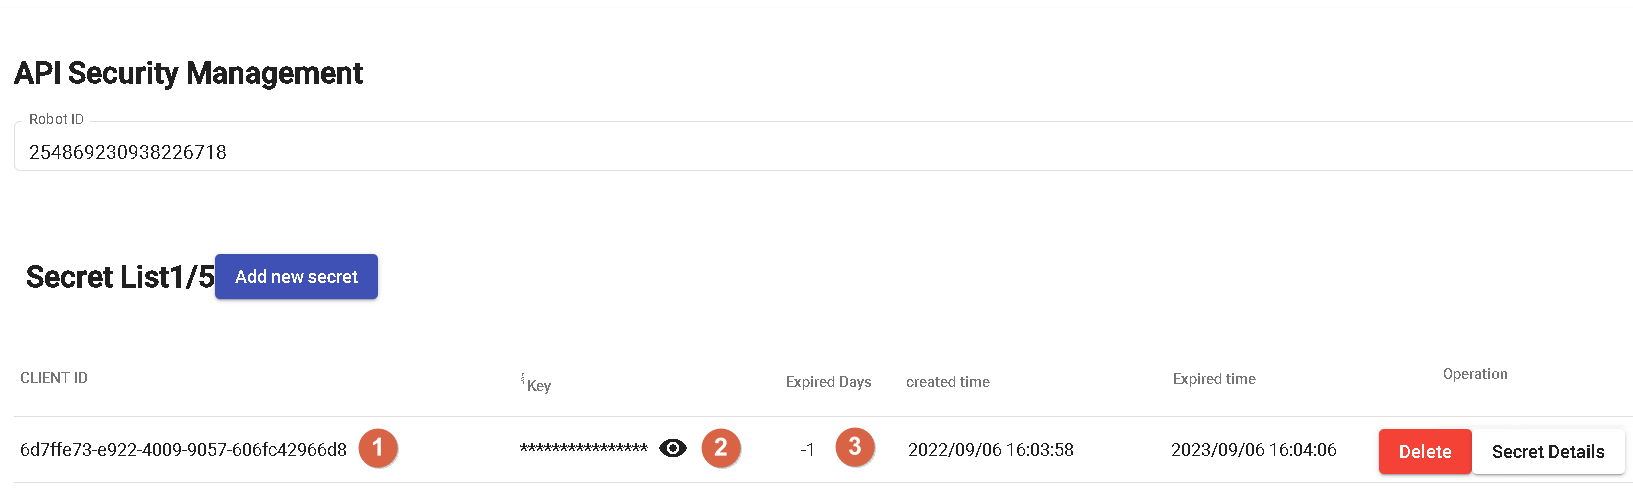 API Security Management
Robot ID
254869230938226718
Secret List1/5 Add new secret
CLIENT ID Key Expired Days created time Expired time Operation
6d7ffe73-e922-4009-9057-606fc42966d8 1 **************** 2 -1 3 2022/09/06 16:03:58 2023/09/06 16:04:06 Delete Secret Details